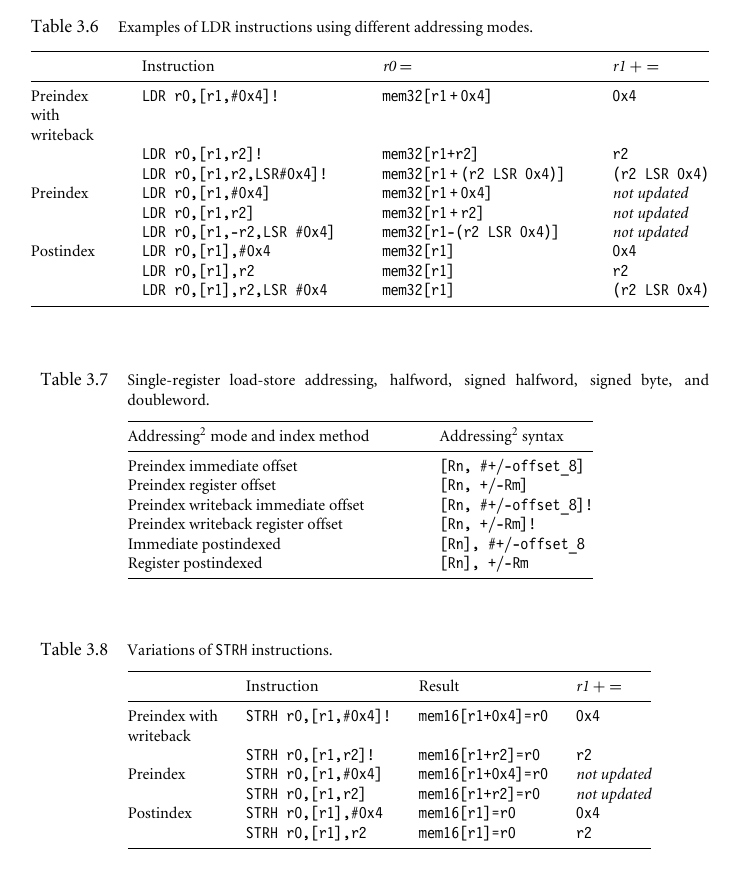 Table 3.6 Examples of LDR instructions using different addressing modes.
Instruction r0 = r1 + =
Preindex LDR r0,[r1,#0x4]! mem32[r1+0x4] 0x4
with
writeback
LDR r0,[r1,r2]! mem32[r1+r2] r2
LDR r0,[r1,r2,LSR#0x4]! mem32[r1+(r2 LSR 0x4)] (r2 LSR 0x4)
Preindex LDR r0,[r1,#0x4] mem32[r1+0x4] not updated
LDR r0,[r1,r2] mem32[r1+r2] not updated
LDR r0,[r1,-r2,LSR #0x4] mem32[r1-(r2 LSR 0x4)] not updated
Postindex LDR r0,[r1],#0x4 mem32[r1] 0x4
LDR r0,[r1],r2 mem32[r1] r2
LDR r0,[r1],r2,LSR #0x4 mem32[r1] (r2 LSR 0x4)
Table 3.7 Single-register load-store addressing, halfword, signed halfword, signed byte, and
doubleword.
Addressing² mode and index method Addressing² syntax
Preindex immediate offset [Rn, #+/-offset_8]
Preindex register offset [Rn, +/-Rm]
Preindex writeback immediate offset [Rn, #+/-offset_8]!
Preindex writeback register offset [Rn, +/-Rm]!
Immediate postindexed [Rn], #+/-offset_8
Register postindexed [Rn], +/-Rm
Table 3.8 Variations of STRH instructions.
Instruction Result r1 + =
Preindex with STRH r0,[r1,#0x4]! mem16[r1+0x4]=r0 0x4
writeback
STRH r0,[r1,r2]! mem16[r1+r2]=r0 r2
Preindex STRH r0,[r1,#0x4] mem16[r1+0x4]=r0 not updated
STRH r0,[r1,r2] mem16[r1+r2]=r0 not updated
Postindex STRH r0,[r1],#0x4 mem16[r1]=r0 0x4
STRH r0,[r1],r2 mem16[r1]=r0 r2